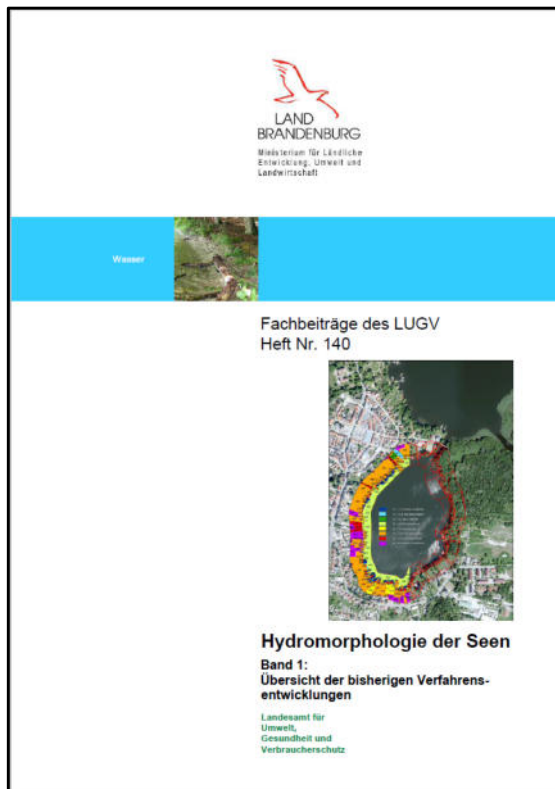 LAND
BRANDENBURG
Ministerium für Ländliche
Entwicklung, Umwelt und
Landwirtschaft
Wasser
Fachbeiträge des LUGV
Heft Nr. 140
Hydromorphologie der Seen
Band 1:
Übersicht der bisherigen Verfahrens-
entwicklungen
Landesamt für
Umwelt,
Gesundheit und
Verbraucherschutz